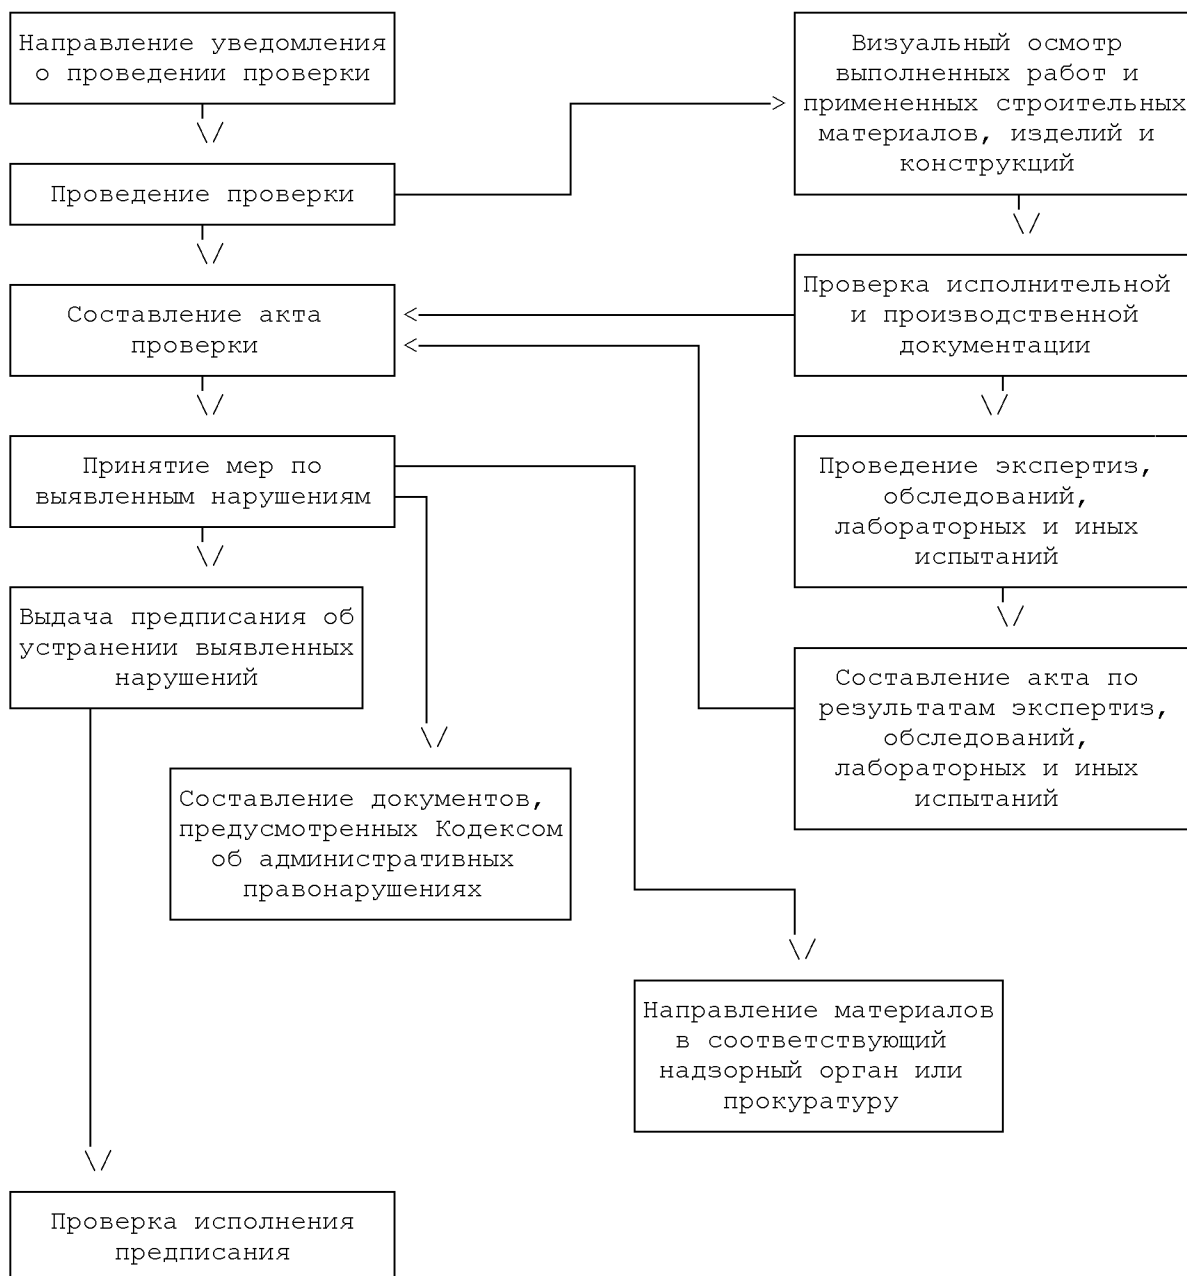 Направление уведомления
о проведении проверки
Проведение проверки
Составление акта
проверки
Принятие мер по
выявленным нарушениям
Выдача предписания об
устранении выявленных
нарушений
Составление документов,
предусмотренных Кодексом
об административных
правонарушениях
Визуальный осмотр
выполненных работ и
примененных строительных
материалов, изделий и
конструкций
Проверка исполнительной
и производственной
документации
Проведение экспертиз,
обследований,
лабораторных и иных
испытаний
Составление акта по
результатам экспертиз,
обследований,
лабораторных и иных
испытаний
Направление материалов
в соответствующий
надзорный орган или
прокуратуру
Проверка исполнения
предписания